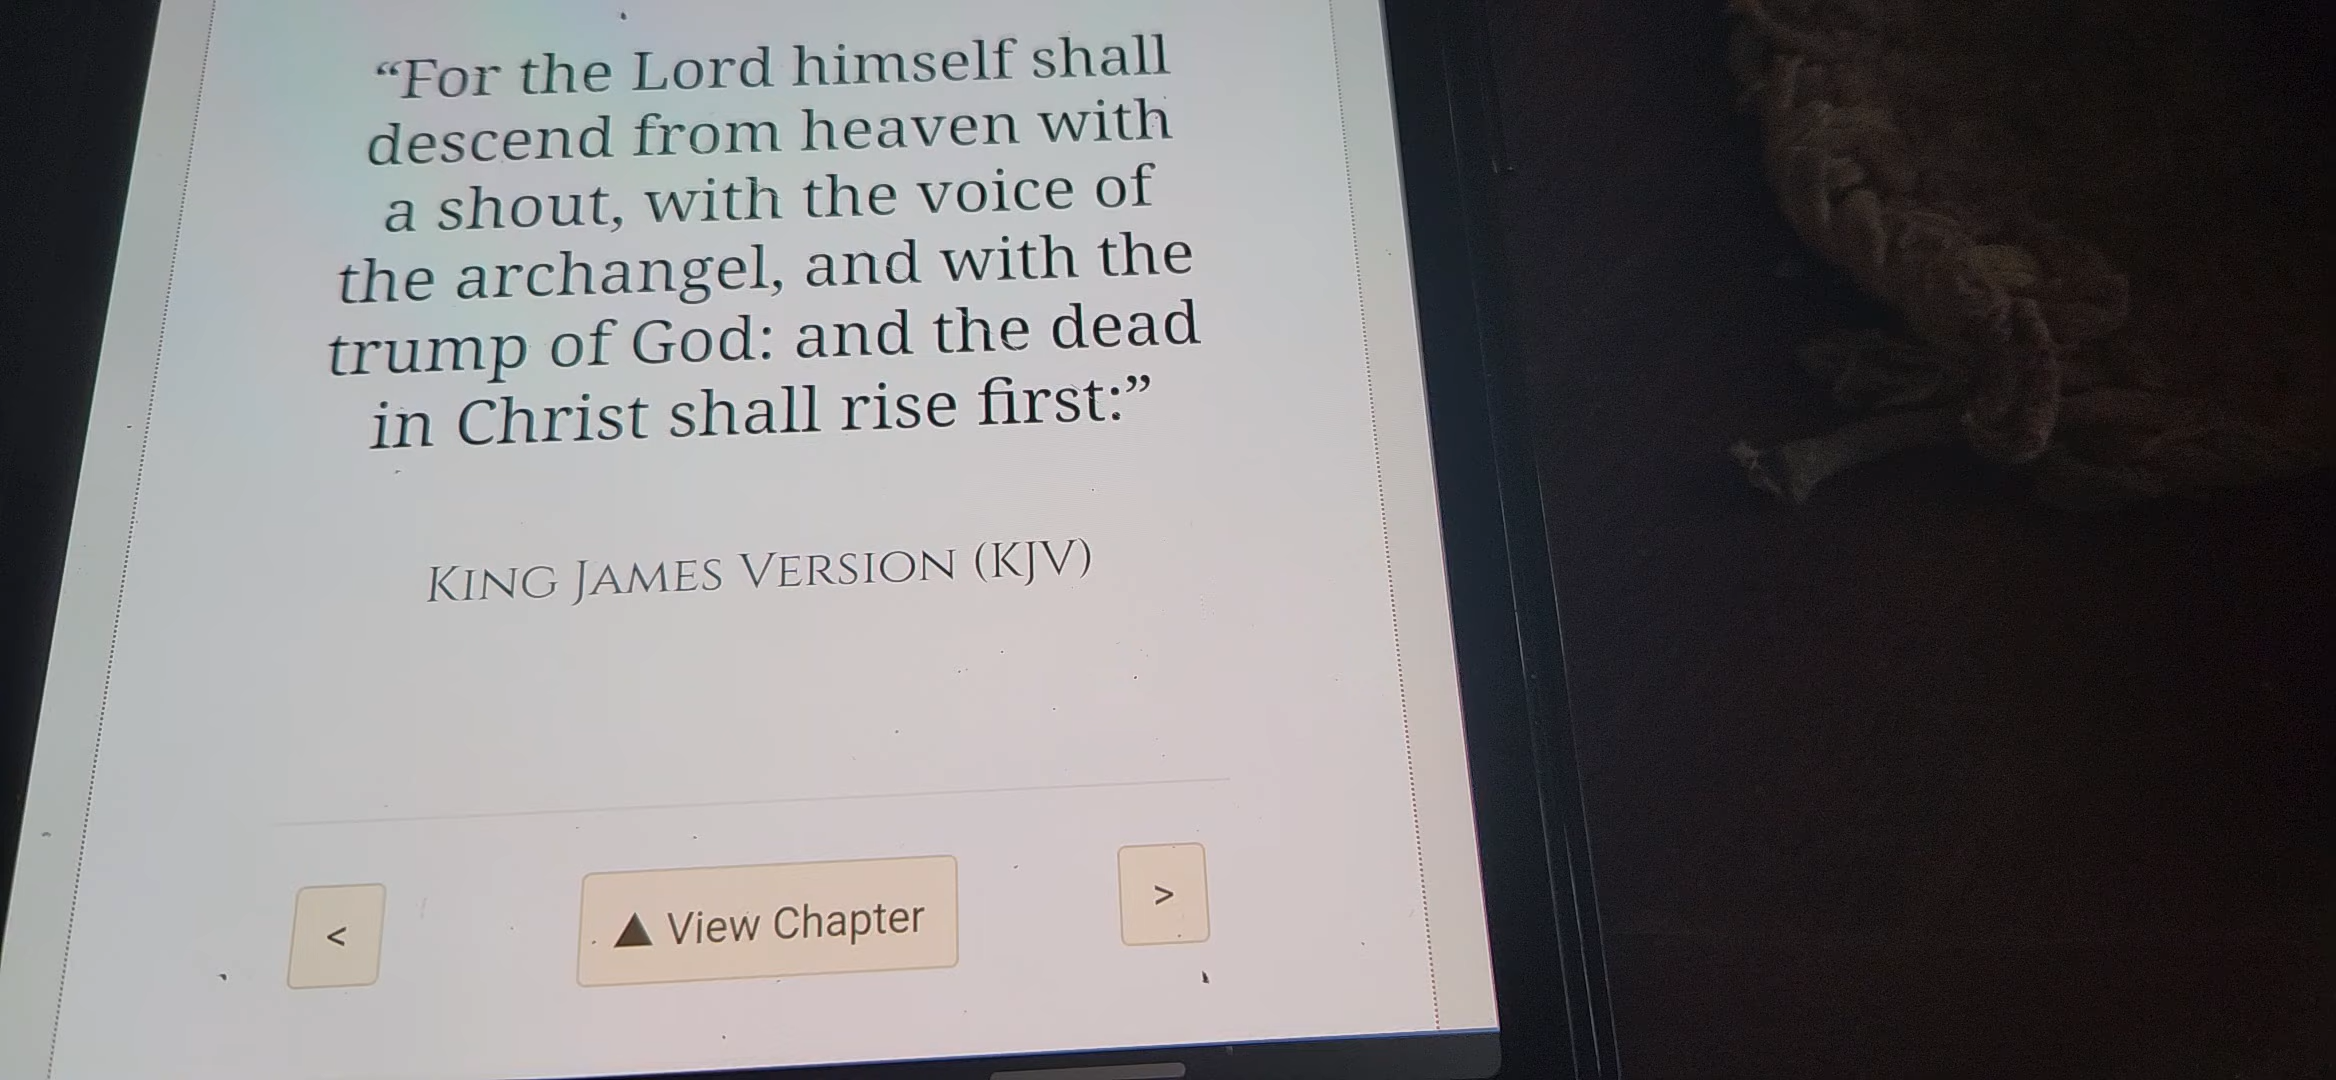 “For the Lord himself shall
descend from heaven with
a shout, with the voice of
the archangel, and with the
trump of God: and the dead
in Christ shall rise first:”
King James Version (KJV)
<
▲ View Chapter
>